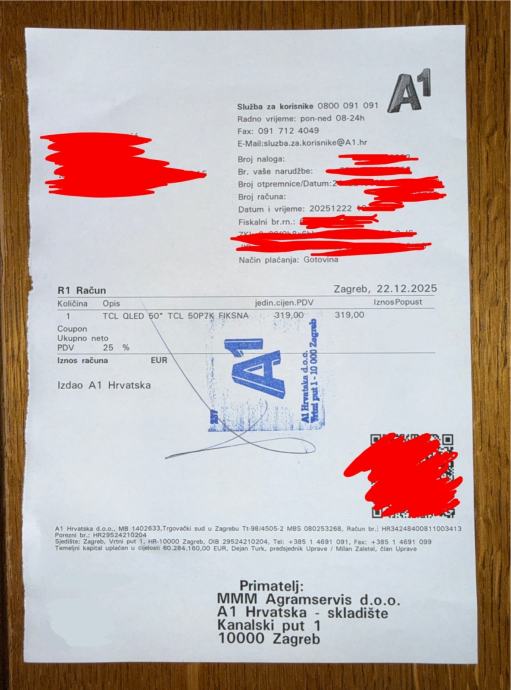 A1
Služba za korisnike 0800 091 091
Radno vrijeme: pon-ned 08-24h
Fax: 091 712 4049
E-Mail:sluzba.za.korisnike@A1.hr
Broj naloga:
Br. vaše narudžbe:
Broj otpremnice/Datum:
Broj računa:
Datum i vrijeme: 20251222
Fiskalni br.rn.:
Način plaćanja: Gotovina
R1 Račun Zagreb, 22.12.2025
Količina Opis jedin.cijen.PDV IznosPopust
1 TCL QLED 50" TCL 50P7K FIKSNA 319,00 319,00
Coupon
Ukupno neto
PDV 25 %
Iznos računa EUR
Izdao A1 Hrvatska
A1
A1 Hrvatska d.o.o.
Vrtni put 1 - 10 000 Zagreb
237
A1 Hrvatska d.o.o., MB 1402633,Trgovački sud u Zagrebu Tt-98/4505-2 MBS 080253268, Račun br.: HR34248400811003413
Porezni br.: HR29524210204
Sjedište: Zagreb, Vrtni put 1, HR-10000 Zagreb, OIB 29524210204, Tel: +385 1 4691 091, Fax: +385 1 4691 099
Temeljni kapital uplaćen u cijelosti 60.284.160,00 EUR, Dejan Turk, predsjednik Uprave / Milan Zaletel, član Uprave
Primatelj:
MMM Agramservis d.o.o.
A1 Hrvatska - skladište
Kanalski put 1
10000 Zagreb